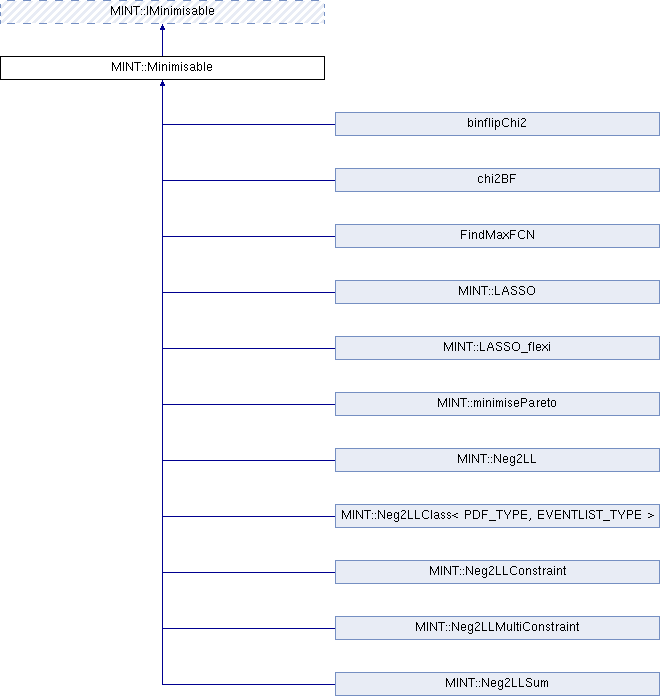 MINT::IMinimisable
MINT::Minimisable
binflipChi2
chi2BF
FindMaxFCN
MINT::LASSO
MINT::LASSO_flexi
MINT::minimisePareto
MINT::Neg2LL
MINT::Neg2LLClass< PDF_TYPE, EVENTLIST_TYPE >
MINT::Neg2LLConstraint
MINT::Neg2LLMultiConstraint
MINT::Neg2LLSum